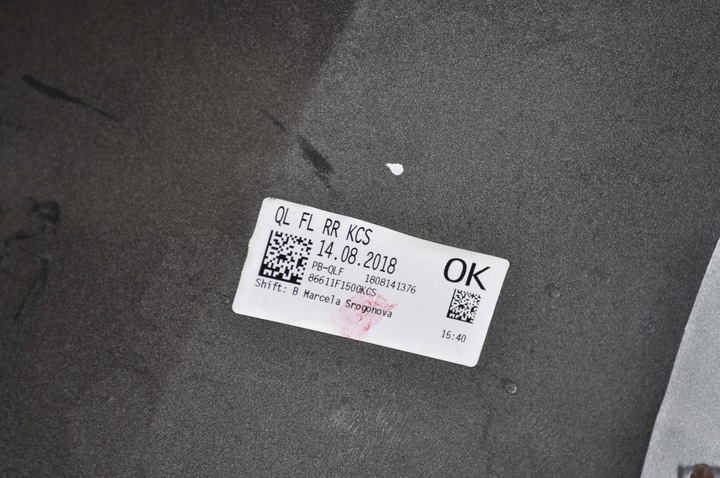 QL FL RR KCS
14.08.2018
PB-QLF 1808141376
86611F1500KCS
Shift: B Marcela Srogonova
OK
15:40